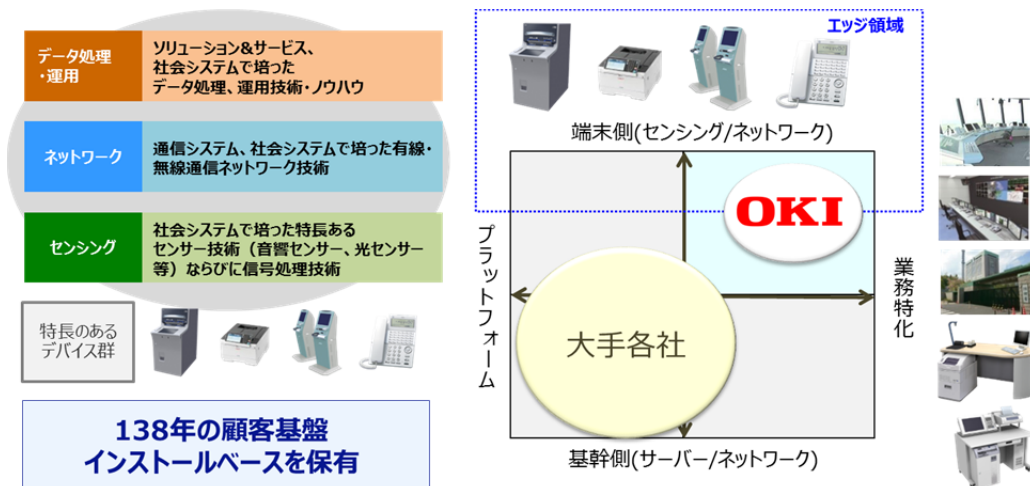 データ処理
・運用
ソリューション&サービス、
社会システムで培った
データ処理、運用技術・ノウハウ
ネットワーク
通信システム、社会システムで培った有線・
無線通信ネットワーク技術
センシング
社会システムで培った特長ある
センサー技術（音響センサー、光センサー
等）ならびに信号処理技術
特長のある
デバイス群
138年の顧客基盤
インストールベースを保有
エッジ領域
端末側(センシング/ネットワーク)
OKI
プラットフォーム
業務特化
大手各社
基幹側(サーバー/ネットワーク)